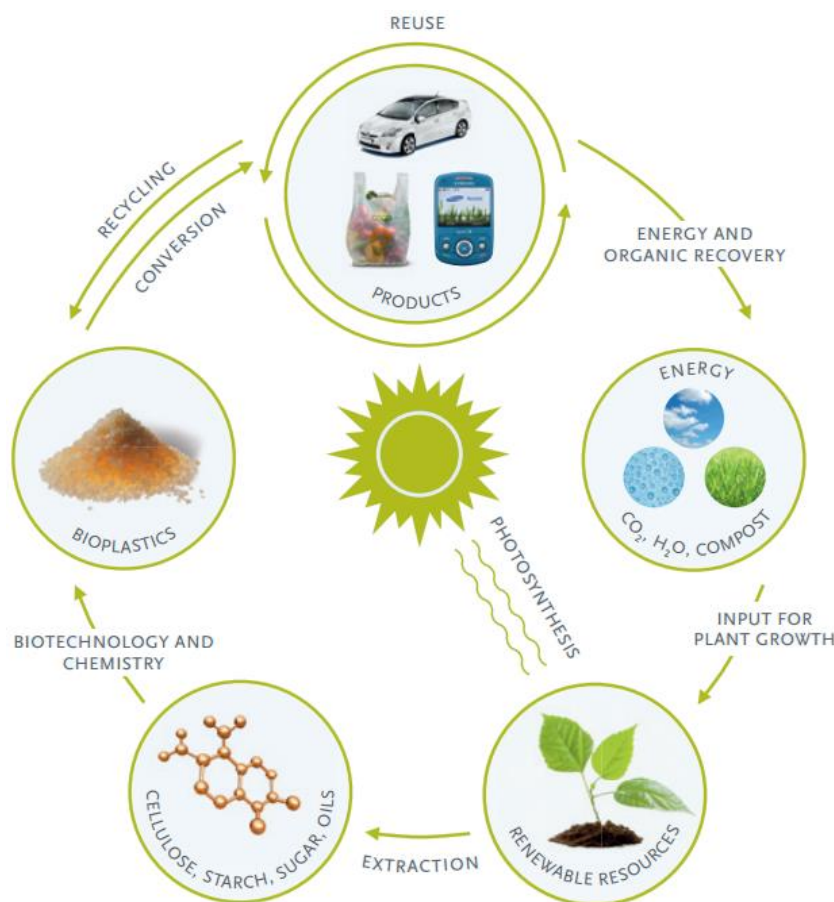 REUSE
RECYCLING
CONVERSION
PRODUCTS
ENERGY AND
ORGANIC RECOVERY
ENERGY
CO₂, H₂O, COMPOST
BIOPLASTICS
PHOTOSYNTHESIS
INPUT FOR
PLANT GROWTH
BIOTECHNOLOGY AND
CHEMISTRY
CELLULOSE, STARCH, SUGAR, OILS
EXTRACTION
RENEWABLE RESOURCES